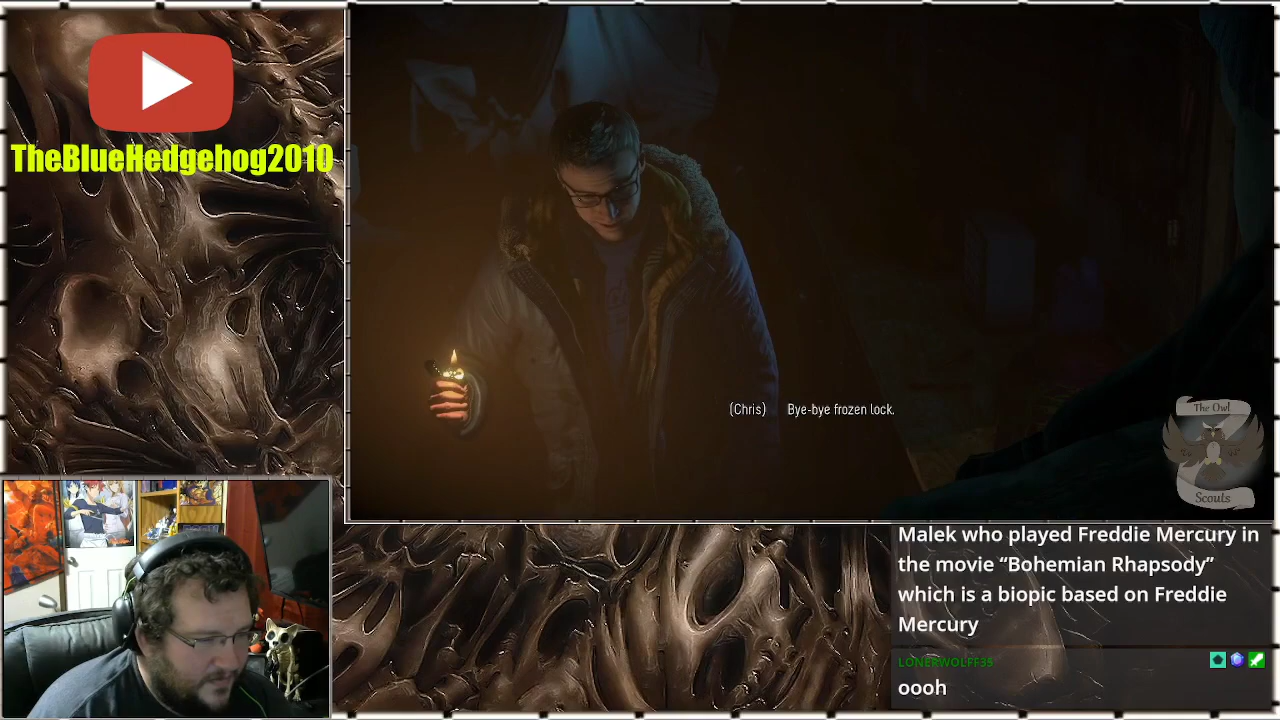 TheBlueHedgehog2010
(Chris) Bye-bye frozen lock.
The Owl
Scouts
Malek who played Freddie Mercury in
the movie “Bohemian Rhapsody”
which is a biopic based on Freddie
Mercury
LONERWOLFF35
oooh